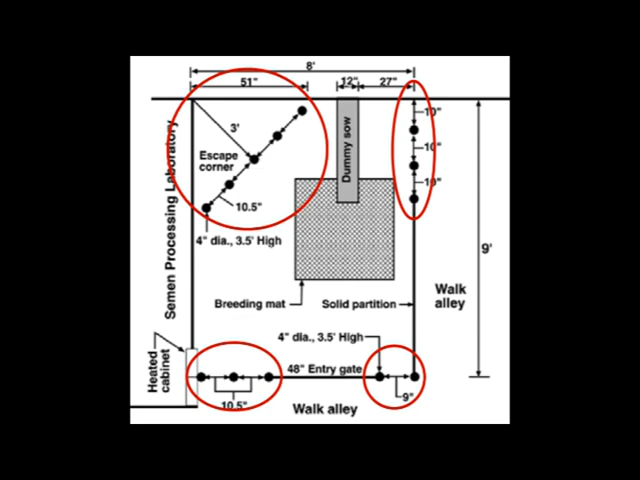 8'
51"
12"
27"
10"
3'
Dummy sow
10"
Escape
corner
10"
Semen Processing Laboratory
10.5"
4" dia., 3.5' High
9'
Breeding mat
Solid partition
Walk
alley
4" dia., 3.5' High
Heated
cabinet
48" Entry gate
10.5"
9"
Walk alley